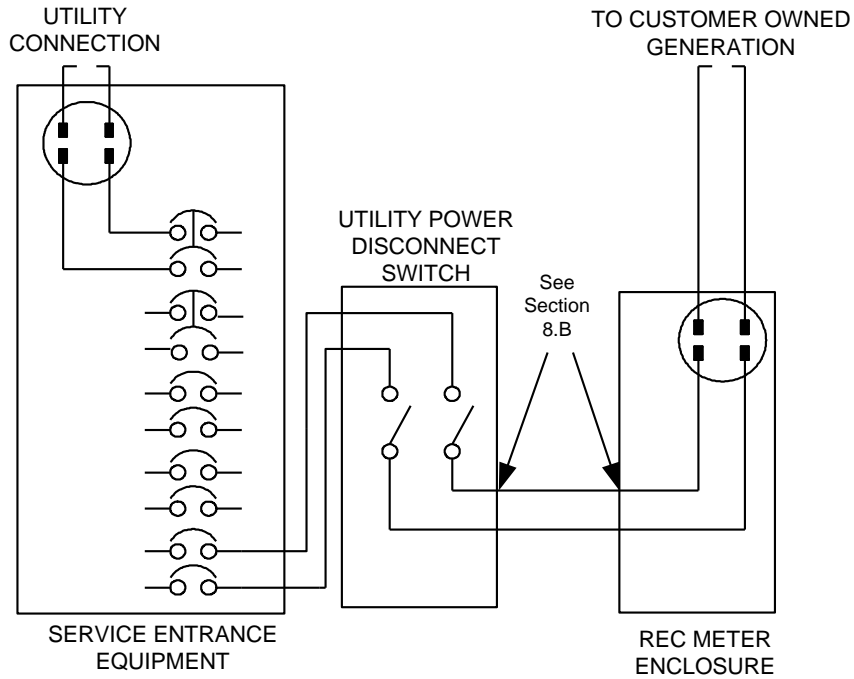 UTILITY
CONNECTION
TO CUSTOMER OWNED
GENERATION
UTILITY POWER
DISCONNECT
SWITCH
See
Section
8.B
SERVICE ENTRANCE
EQUIPMENT
REC METER
ENCLOSURE